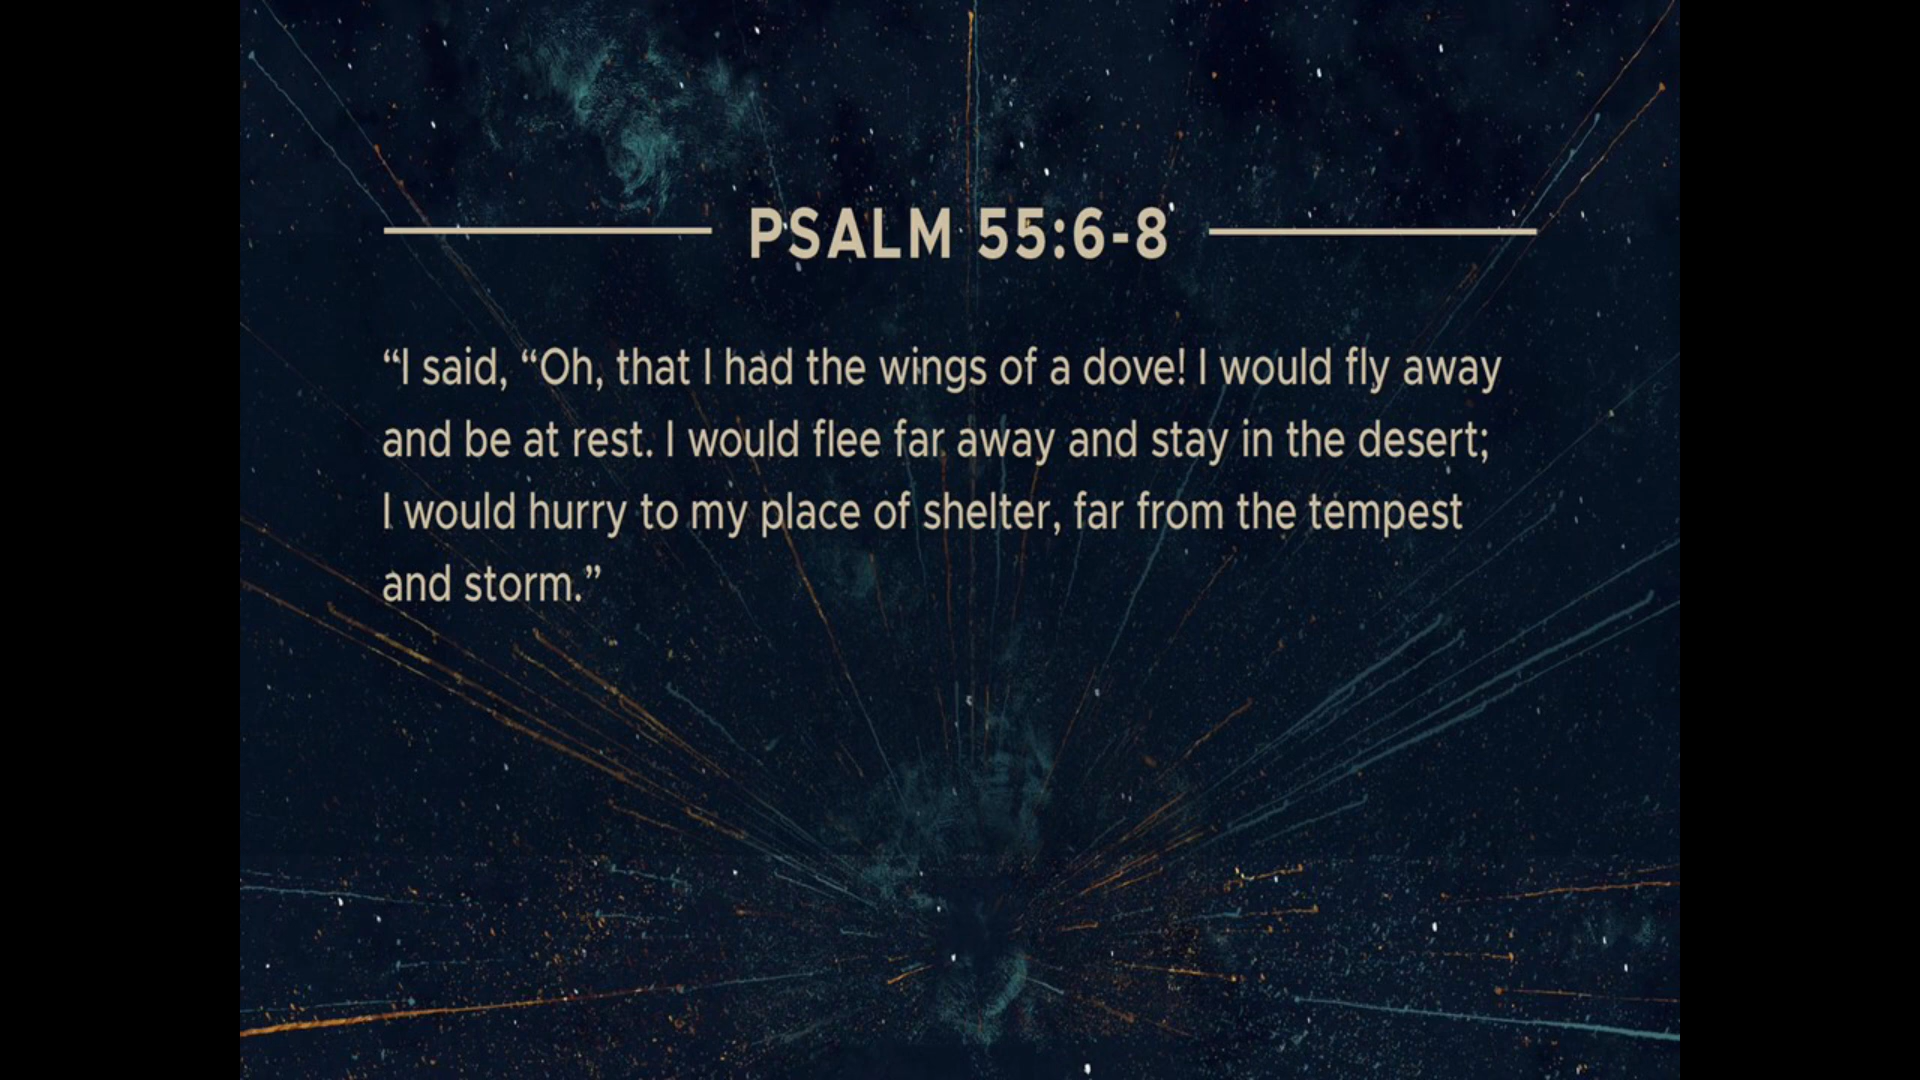 PSALM 55:6-8
“I said, “Oh, that I had the wings of a dove! I would fly away
and be at rest. I would flee far away and stay in the desert;
I would hurry to my place of shelter, far from the tempest
and storm.”